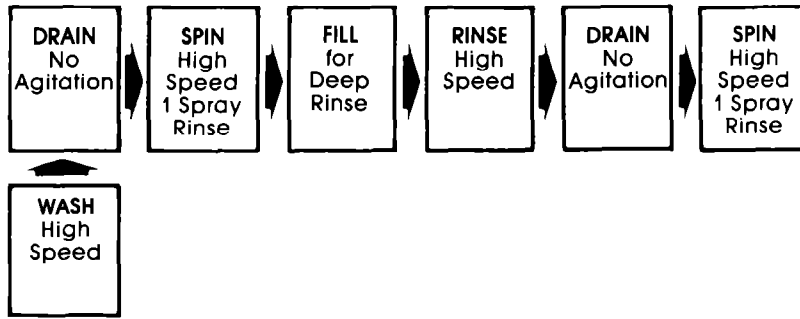 DRAIN
No
Agitation
SPIN
High
Speed
1 Spray
Rinse
FILL
for
Deep
Rinse
RINSE
High
Speed
DRAIN
No
Agitation
SPIN
High
Speed
1 Spray
Rinse
WASH
High
Speed